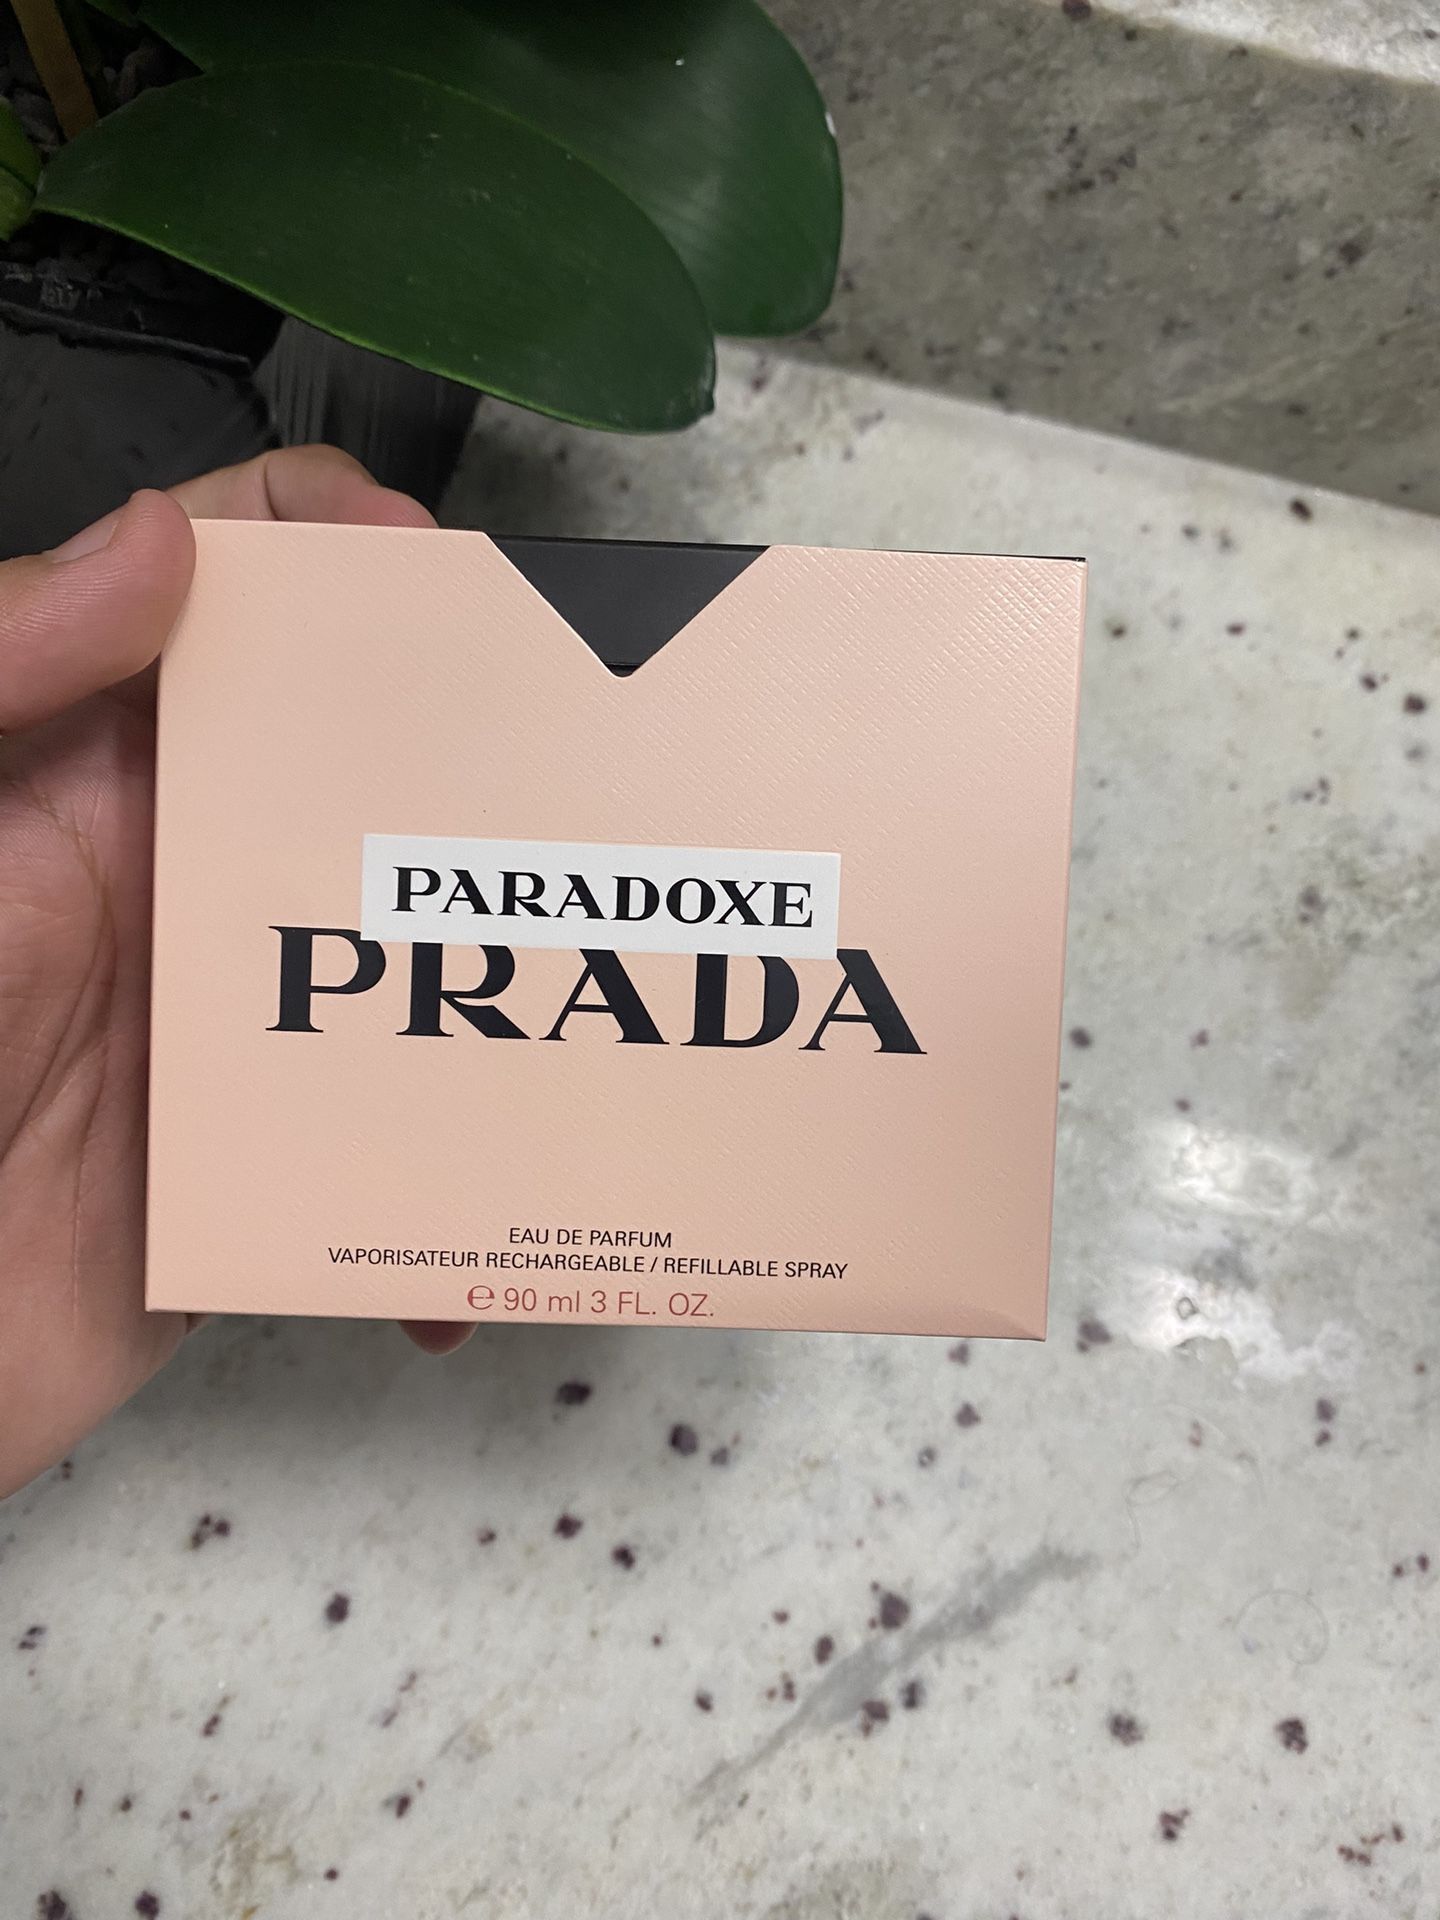 PARADOXE
PRADA
EAU DE PARFUM
VAPORISATEUR RECHARGEABLE / REFILLABLE SPRAY
℮ 90 ml 3 FL. OZ.